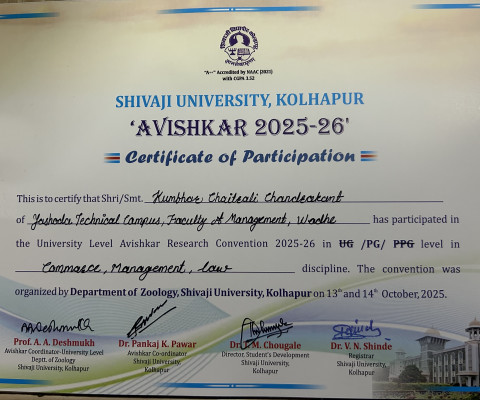 "A++" Accredited by NAAC (2021)
with CGPA 3.52
SHIVAJI UNIVERSITY, KOLHAPUR
'AVISHKAR 2025-26'
Certificate of Participation
This is to certify that Shri/Smt. Kumbhar Chaitali Chandrakant
of Yashoda Technical Campus, Faculty of Management, Wadhe has participated in
the University Level Avishkar Research Convention 2025-26 in UG /PG/ PPG level in
Commasce, Management, law discipline. The convention was
organized by Department of Zoology, Shivaji University, Kolhapur on 13th and 14th October, 2025.
Prof. A. A. Deshmukh
Avishkar Coordinator-University Level
Deptt. of Zoology
Shivaji University, Kolhapur
Dr. Pankaj K. Pawar
Avishkar Co-ordinator
Shivaji University,
Kolhapur
Dr. M. Chougale
Director, Student's Development
Shivaji University,
Kolhapur
Dr. V. N. Shinde
Registrar
Shivaji University,
Kolhapur